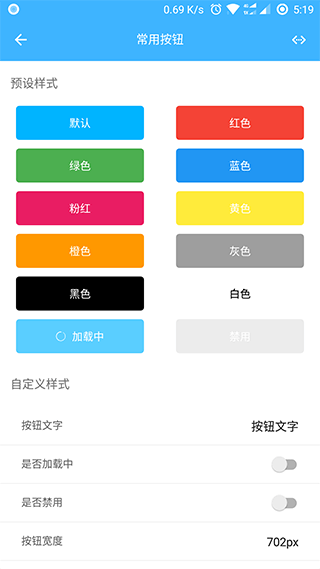 0.69 K/s 5:19
常用按钮
预设样式
默认 红色
绿色 蓝色
粉红 黄色
橙色 灰色
黑色 白色
加载中 禁用
自定义样式
按钮文字 按钮文字
是否加载中
是否禁用
按钮宽度 702px